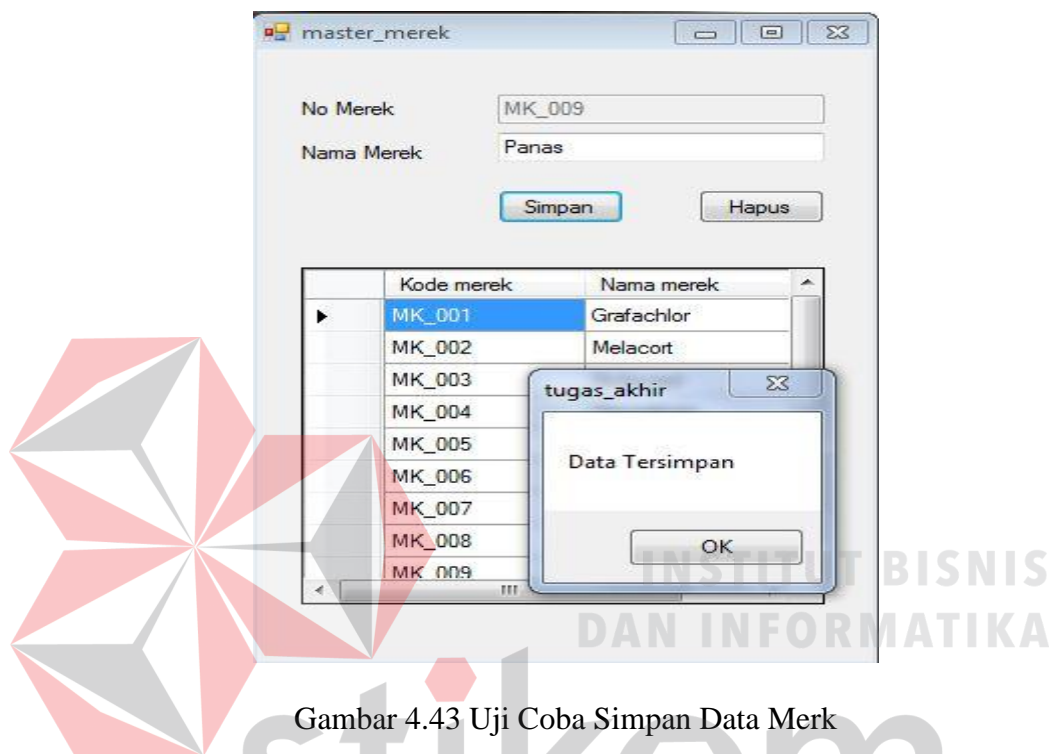 master_merek
No Merek MK_009
Nama Merek Panas
Simpan Hapus
Kode merek Nama merek
MK_001 Grafachlor
MK_002 Melacort
MK_003
MK_004
MK_005
MK_006
MK_007
MK_008
MK_009
tugas_akhir
Data Tersimpan
OK
INSTITUT BISNIS
DAN INFORMATIKA
stikom
Gambar 4.43 Uji Coba Simpan Data Merk